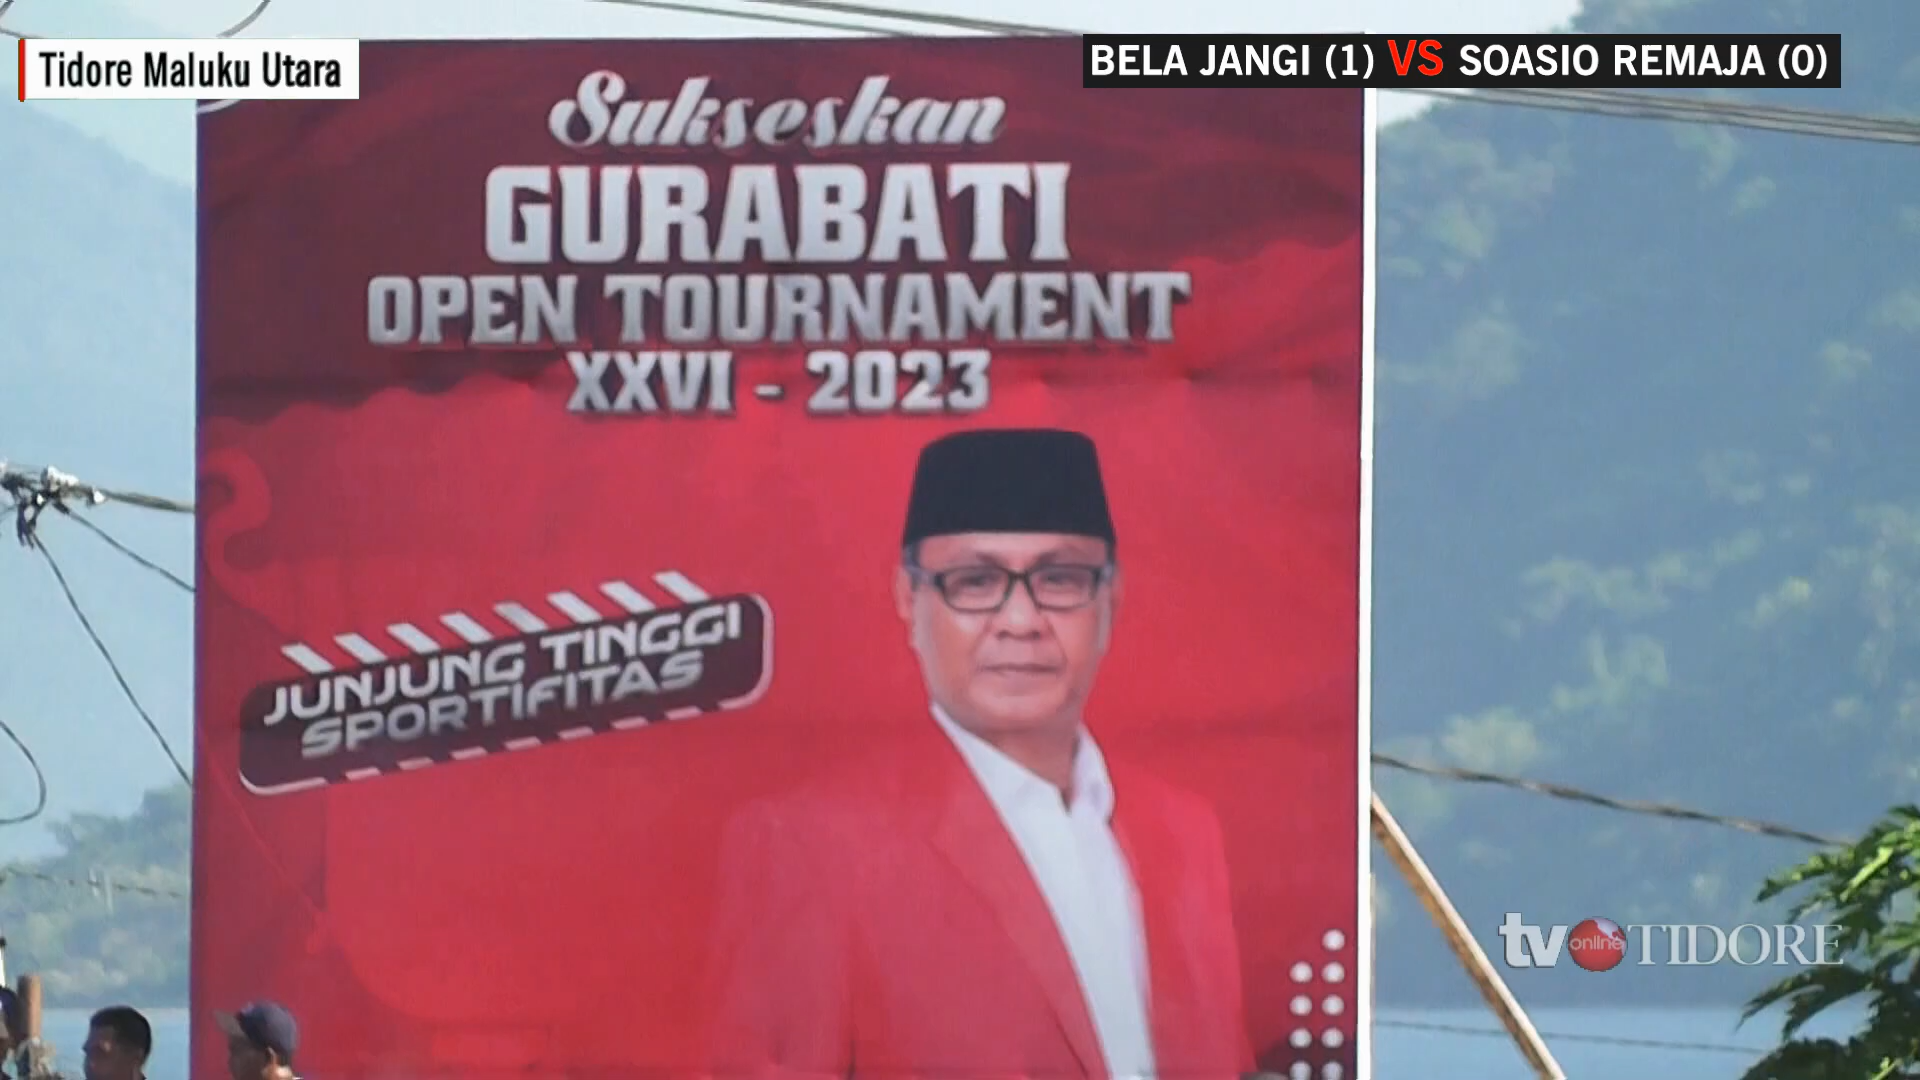 Tidore Maluku Utara
BELA JANGI (1) VS SOASIO REMAJA (0)
Sukseskan
GURABATI
OPEN TOURNAMENT
XXVI - 2023
JUNJUNG TINGGI
SPORTIFITAS
tv online TIDORE